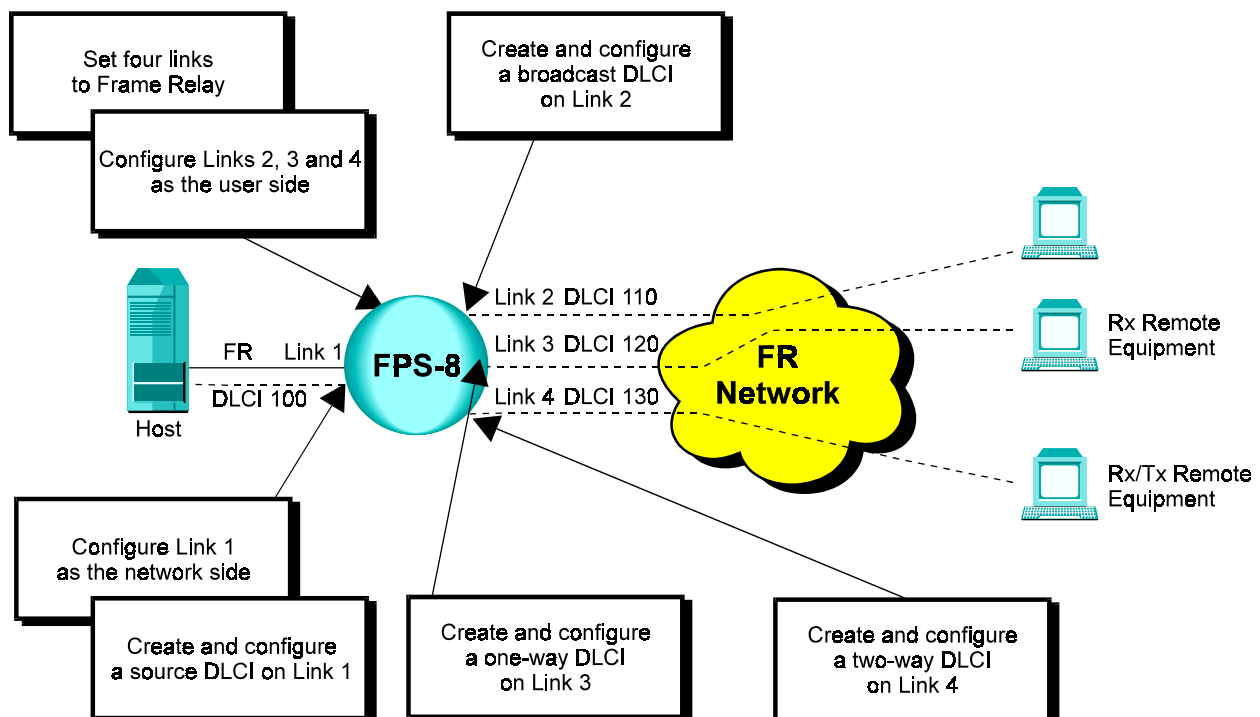 Set four links
to Frame Relay
Configure Links 2, 3 and 4
as the user side
Create and configure
a broadcast DLCI
on Link 2
Link 2 DLCI 110
Link 3 DLCI 120
Link 4 DLCI 130
FR
Link 1
DLCI 100
Host
FPS-8
FR
Network
Rx Remote
Equipment
Rx/Tx Remote
Equipment
Configure Link 1
as the network side
Create and configure
a source DLCI on Link 1
Create and configure
a one-way DLCI
on Link 3
Create and configure
a two-way DLCI
on Link 4